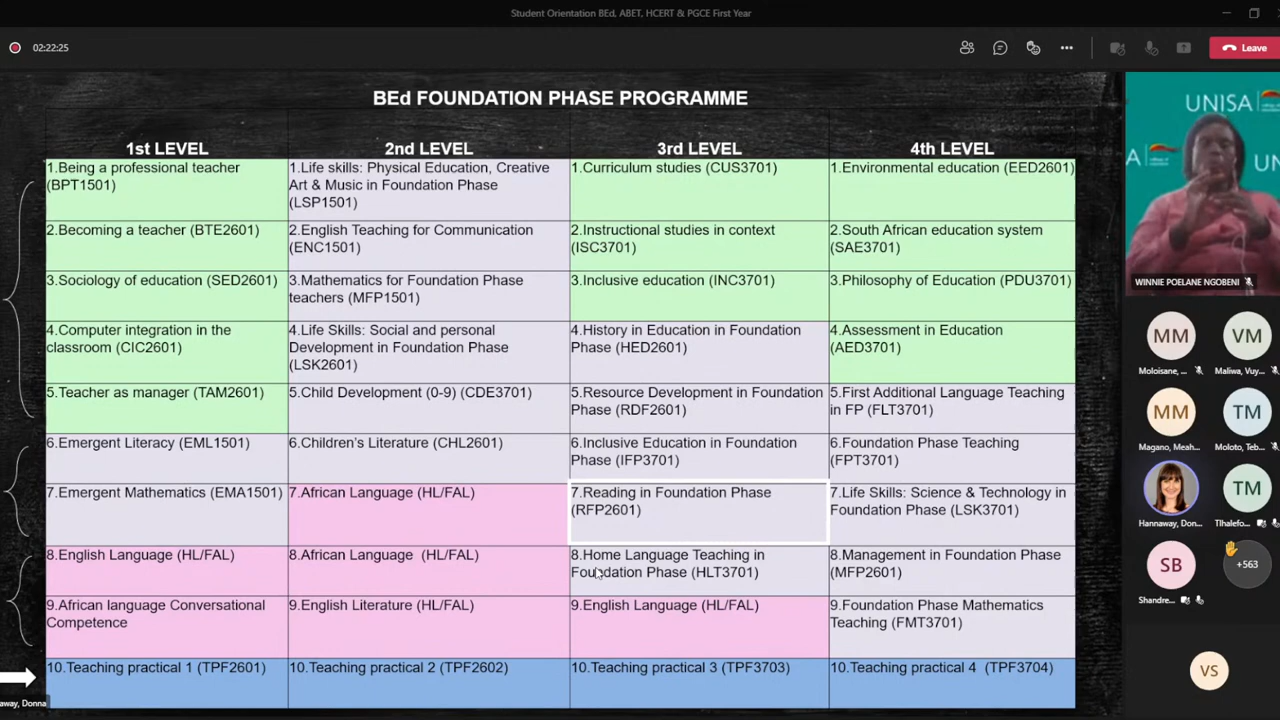 Student Orientation BEd, ABET, HCERT & PGCE First Year
02:22:25
Leave
BEd FOUNDATION PHASE PROGRAMME
1st LEVEL
2nd LEVEL
3rd LEVEL
4th LEVEL
1.Being a professional teacher
(BPT1501)
1.Life skills: Physical Education, Creative
Art & Music in Foundation Phase
(LSP1501)
1.Curriculum studies (CUS3701)
1.Environmental education (EED2601)
2.Becoming a teacher (BTE2601)
2.English Teaching for Communication
(ENC1501)
2.Instructional studies in context
(ISC3701)
2.South African education system
(SAE3701)
3.Sociology of education (SED2601)
3.Mathematics for Foundation Phase
teachers (MFP1501)
3.Inclusive education (INC3701)
3.Philosophy of Education (PDU3701)
4.Computer integration in the
classroom (CIC2601)
4.Life Skills: Social and personal
Development in Foundation Phase
(LSK2601)
4.History in Education in Foundation
Phase (HED2601)
4.Assessment in Education
(AED3701)
5.Teacher as manager (TAM2601)
5.Child Development (0-9) (CDE3701)
5.Resource Development in Foundation
Phase (RDF2601)
5.First Additional Language Teaching
in FP (FLT3701)
6.Emergent Literacy (EML1501)
6.Children's Literature (CHL2601)
6.Inclusive Education in Foundation
Phase (IFP3701)
6.Foundation Phase Teaching
(FPT3701)
7.Emergent Mathematics (EMA1501)
7.African Language (HL/FAL)
7.Reading in Foundation Phase
(RFP2601)
7.Life Skills: Science & Technology in
Foundation Phase (LSK3701)
8.English Language (HL/FAL)
8.African Language (HL/FAL)
8.Home Language Teaching in
Foundation Phase (HLT3701)
8.Management in Foundation Phase
(MFP2601)
9.African language Conversational
Competence
9.English Literature (HL/FAL)
9.English Language (HL/FAL)
9.Foundation Phase Mathematics
Teaching (FMT3701)
10.Teaching practical 1 (TPF2601)
10.Teaching practical 2 (TPF2602)
10.Teaching practical 3 (TPF3703)
Teaching practical 4 (TPF3704)
away, Donna
UNISA
A
UN
WINNIE POELANE NGOBENI
MM
VM
Moloisane,
Maliwa, Vuy...
MM
TM
Magano, Meah...
Moloto, Teb...
TM
Hannaway, Don...
Tlhalefo...
SB
+563
Shandre...
VS